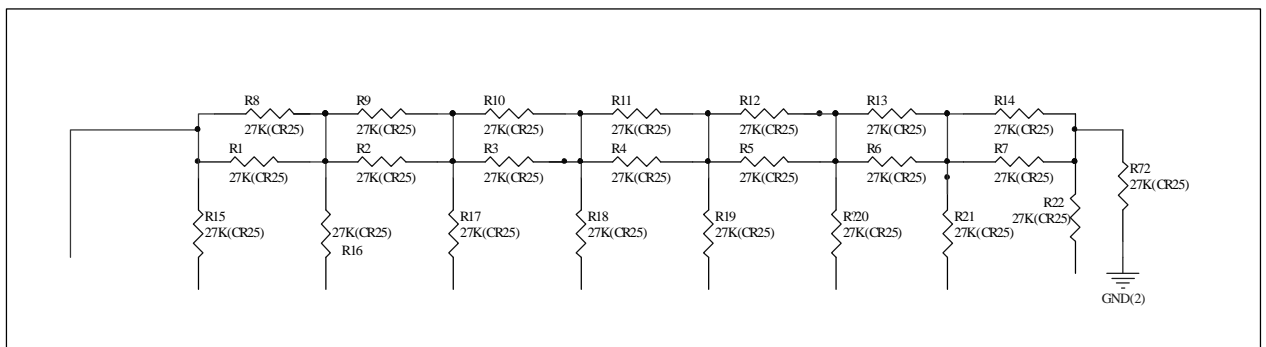 R8 R9 R10 R11 R12 R13 R14
27K(CR25) 27K(CR25) 27K(CR25) 27K(CR25) 27K(CR25) 27K(CR25) 27K(CR25)
R1 R2 R3 R4 R5 R6 R7
27K(CR25) 27K(CR25) 27K(CR25) 27K(CR25) 27K(CR25) 27K(CR25) 27K(CR25)
R72
27K(CR25)
R15 R17 R18 R19 R?20 R21 R22
27K(CR25) 27K(CR25) 27K(CR25) 27K(CR25) 27K(CR25) 27K(CR25) 27K(CR25) 27K(CR25)
R16
GND(2)